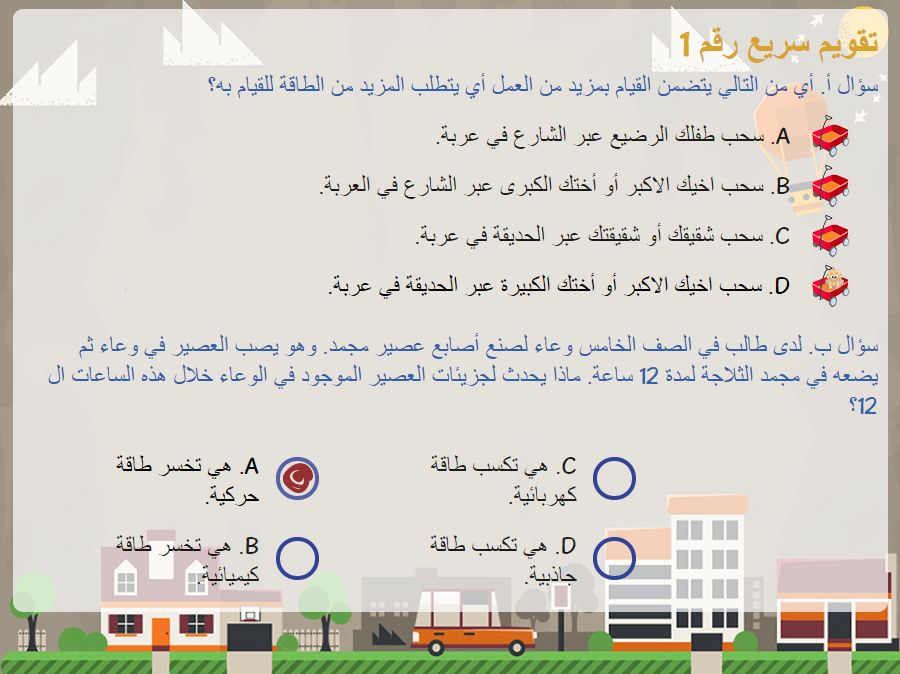 تقويم سريع رقم 1
سؤال أ. أي من التالي يتضمن القيام بمزيد من العمل أي يتطلب المزيد من الطاقة للقيام به؟
A. سحب طفلك الرضيع عبر الشارع في عربة.
B. سحب اخيك الاكبر أو أختك الكبرى عبر الشارع في العربة.
C. سحب شقيقك أو شقيقتك عبر الحديقة في عربة.
D. سحب اخيك الاكبر أو أختك الكبيرة عبر الحديقة في عربة.
سؤال ب. لدى طالب في الصف الخامس وعاء لصنع أصابع عصير مجمد. وهو يصب العصير في وعاء ثم
يضعه في مجمد الثلاجة لمدة 12 ساعة. ماذا يحدث لجزيئات العصير الموجود في الوعاء خلال هذه الساعات ال
12؟
A. هي تخسر طاقة
حركية.
B. هي تخسر طاقة
كيميائية.
C. هي تكسب طاقة
كهربائية.
D. هي تكسب طاقة
جاذبية.